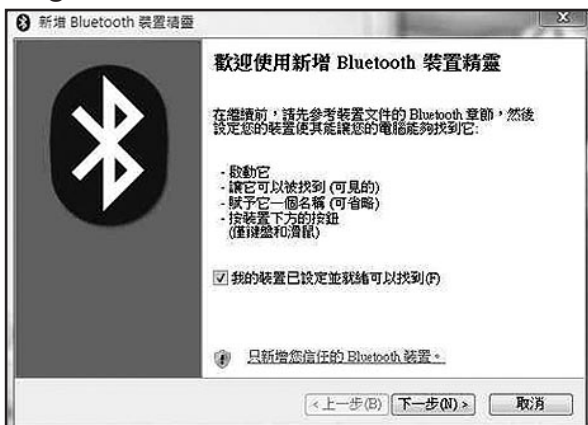 新增 Bluetooth 裝置精靈
歡迎使用新增 Bluetooth 裝置精靈
在繼續前，請先參考裝置文件的 Bluetooth 章節，然後
設定您的裝置使其能讓您的電腦能夠找到它:
- 啟動它
- 讓它可以被找到 (可見的)
- 賦予它一個名稱 (可省略)
- 按裝置下方的按鈕
(僅鍵盤和滑鼠)
我的裝置已設定並就緒可以找到(F)
只新增您信任的 Bluetooth 裝置。
<上一步(B) 下一步(N) > 取消